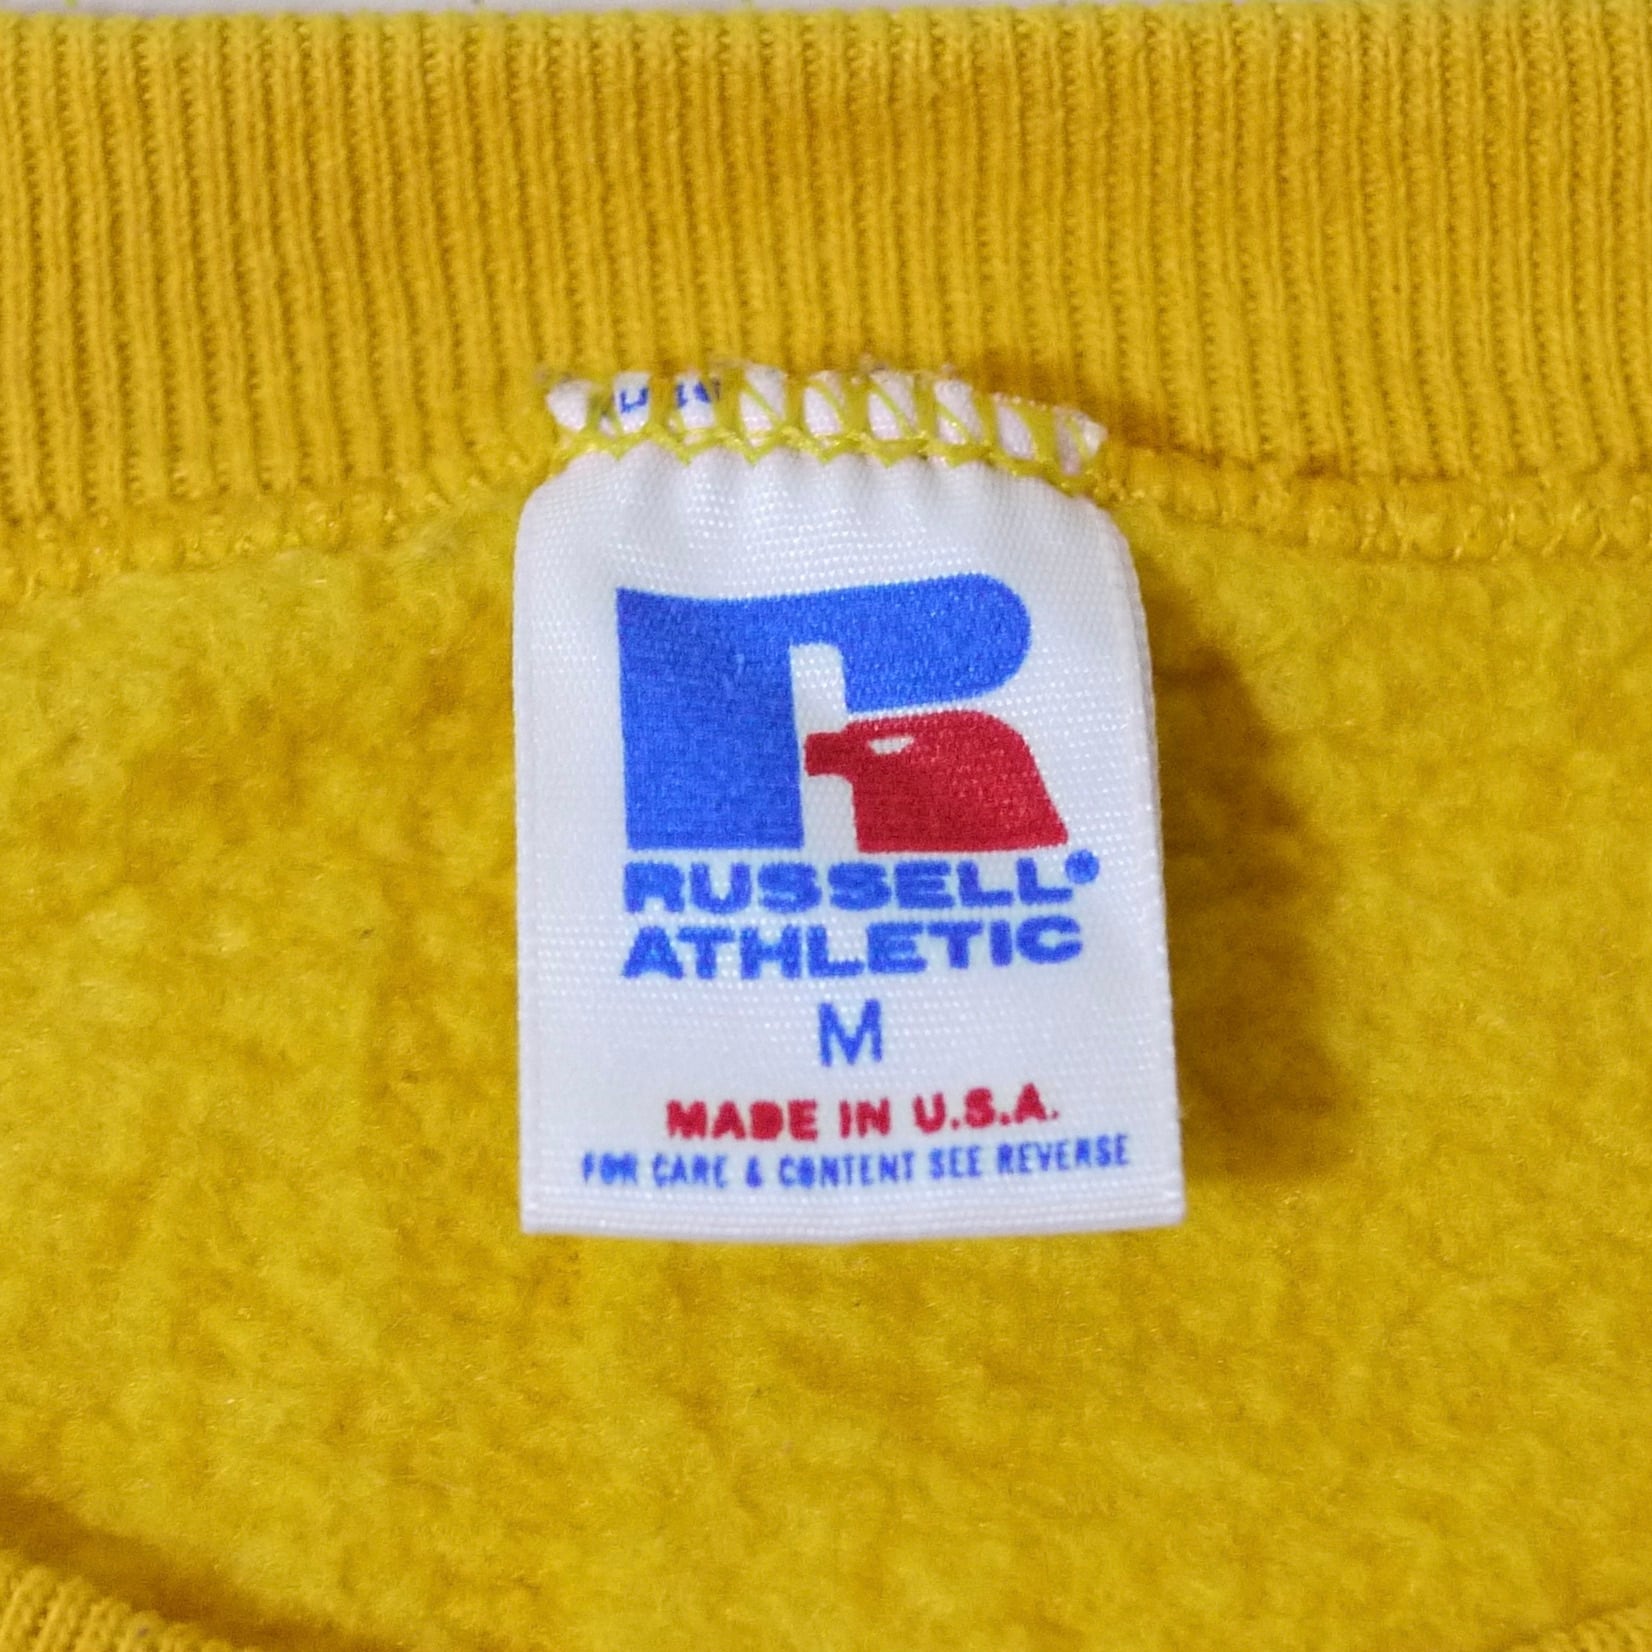 RUSSELL®
ATHLETIC
M
MADE IN U.S.A.
FOR CARE & CONTENT SEE REVERSE